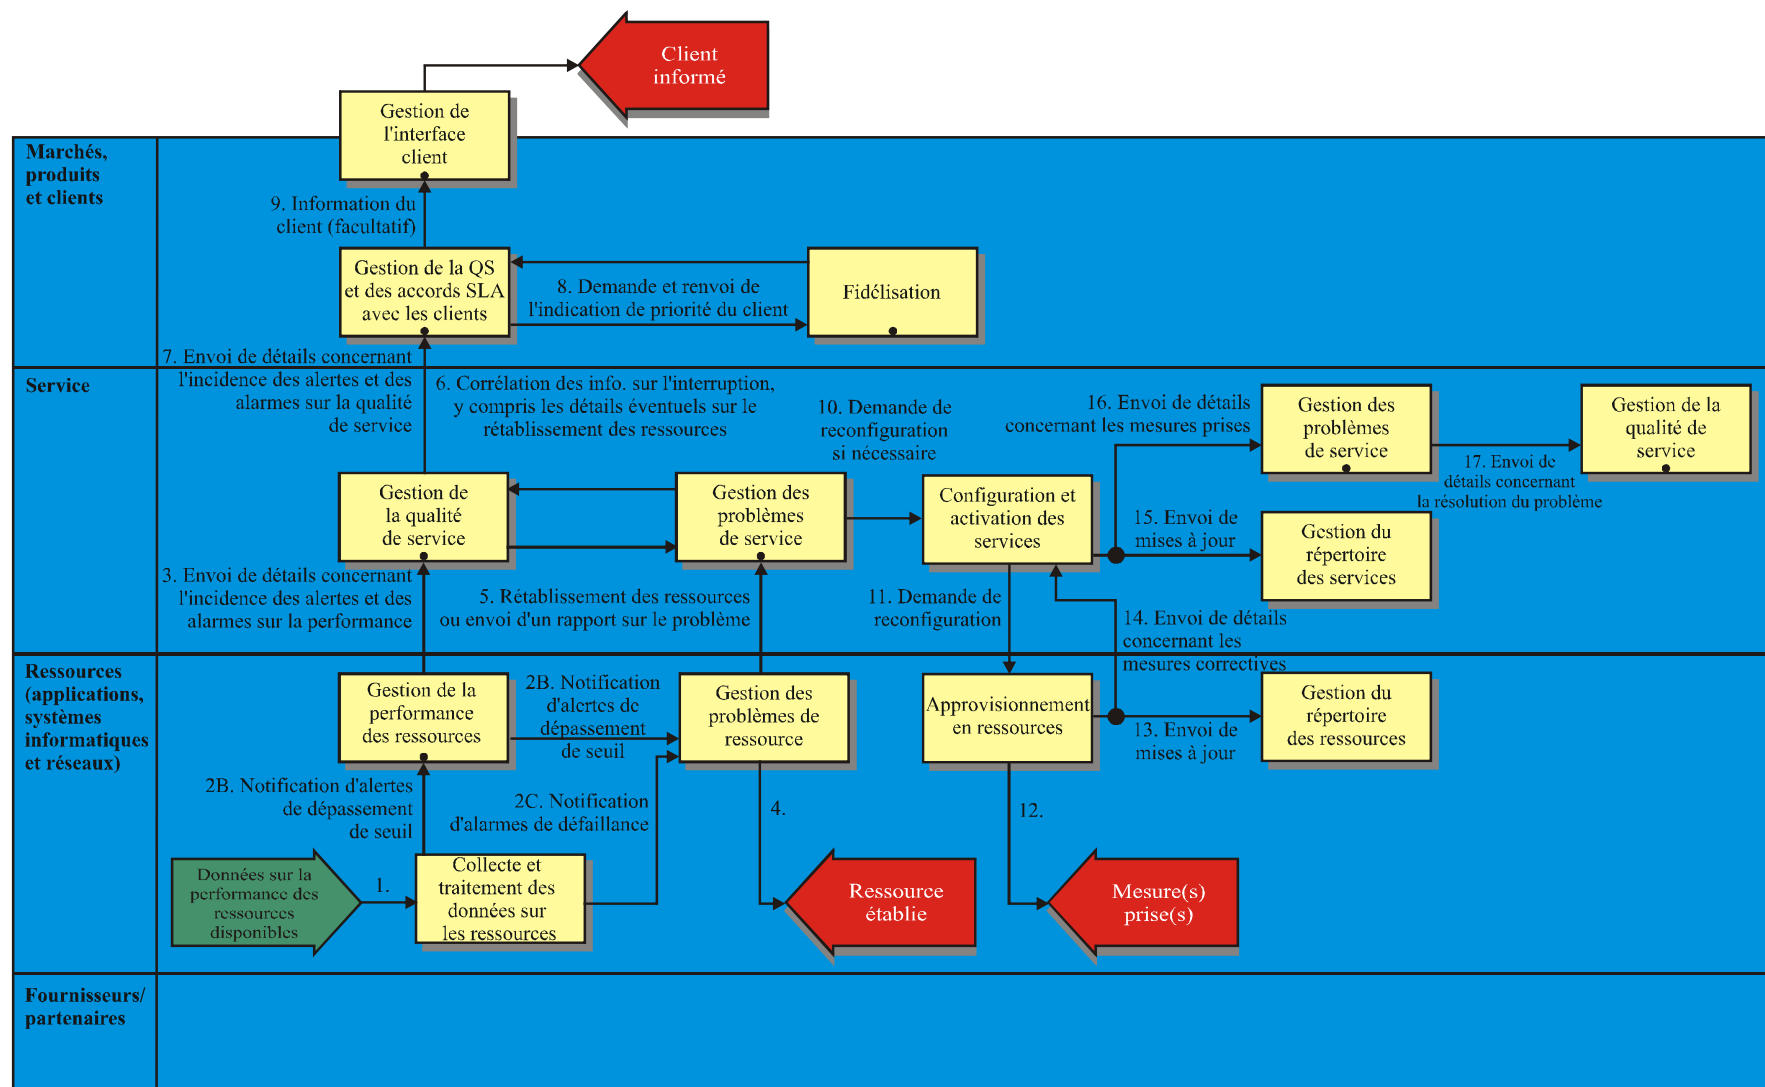 Client
informé
Gestion de
l'interface
client
Marchés,
produits
et clients
9. Information du
client (facultatif)
Gestion de la QS
et des accords SLA
avec les clients
8. Demande et renvoi de
l'indication de priorité du client
Fidélisation
7. Envoi de détails concernant
l'incidence des alertes et des
alarmes sur la qualité
de service
Service
6. Corrélation des info. sur l'interruption,
y compris les détails éventuels sur le
rétablissement des ressources
10. Demande de
reconfiguration
si nécessaire
16. Envoi de détails
concernant les mesures prises
Gestion des
problèmes
de service
Gestion de la
qualité de
service
17. Envoi de
détails concernant
la résolution du problème
Gestion de
la qualité
de service
Gestion des
problèmes
de service
Configuration et
activation des
services
15. Envoi de
mises à jour
Gestion du
répertoire
des services
3. Envoi de détails concernant
l'incidence des alertes et des
alarmes sur la performance
5. Rétablissement des ressources
ou envoi d'un rapport sur le problème
11. Demande de
reconfiguration
14. Envoi de détails
concernant les
mesures correctives
Ressources
(applications,
systèmes
informatiques
et réseaux)
Gestion de la
performance
des ressources
2B. Notification
d'alertes de
dépassement
de seuil
Gestion des
problèmes de
ressource
Approvisionnement
en ressources
13. Envoi de
mises à jour
Gestion du
répertoire
des ressources
2B. Notification d'alertes
de dépassement
de seuil
2C. Notification
d'alarmes de défaillance
4.
12.
Données sur la
performance des
ressources
disponibles
1.
Collecte et
traitement des
données sur
les ressources
Ressource
établie
Mesure(s)
prise(s)
Fournisseurs/
partenaires